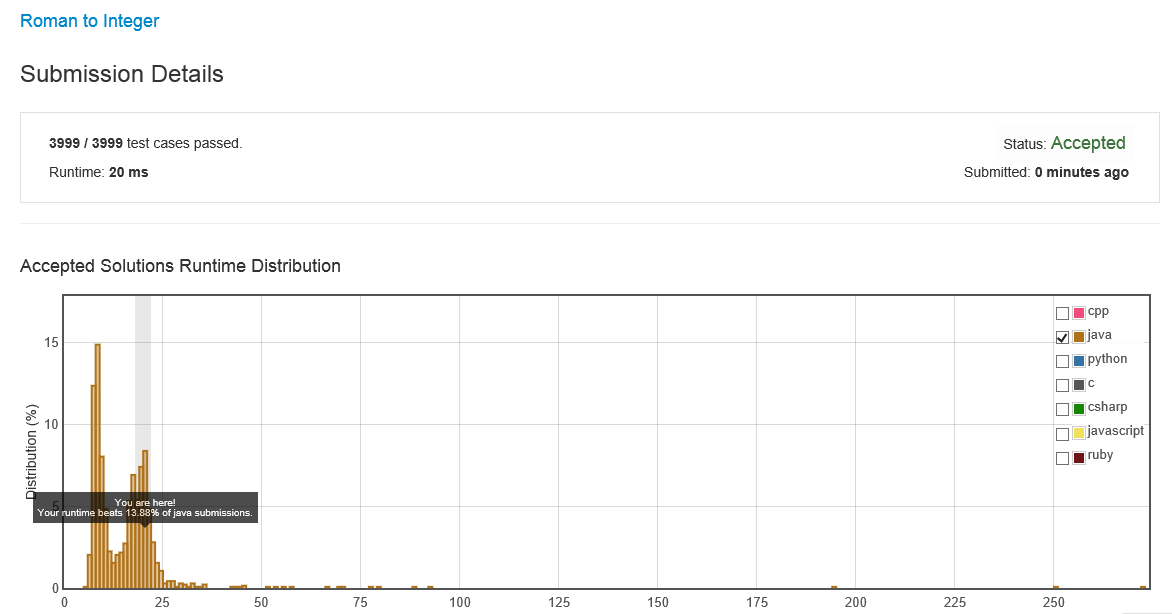 Roman to Integer
Submission Details
3999 / 3999 test cases passed.
Status: Accepted
Runtime: 20 ms
Submitted: 0 minutes ago
Accepted Solutions Runtime Distribution
cpp
java
python
c
csharp
javascript
ruby
Distribution (%)
15
10
5
0
You are here!
Your runtime beats 13.88% of java submissions.
0 25 50 75 100 125 150 175 200 225 250